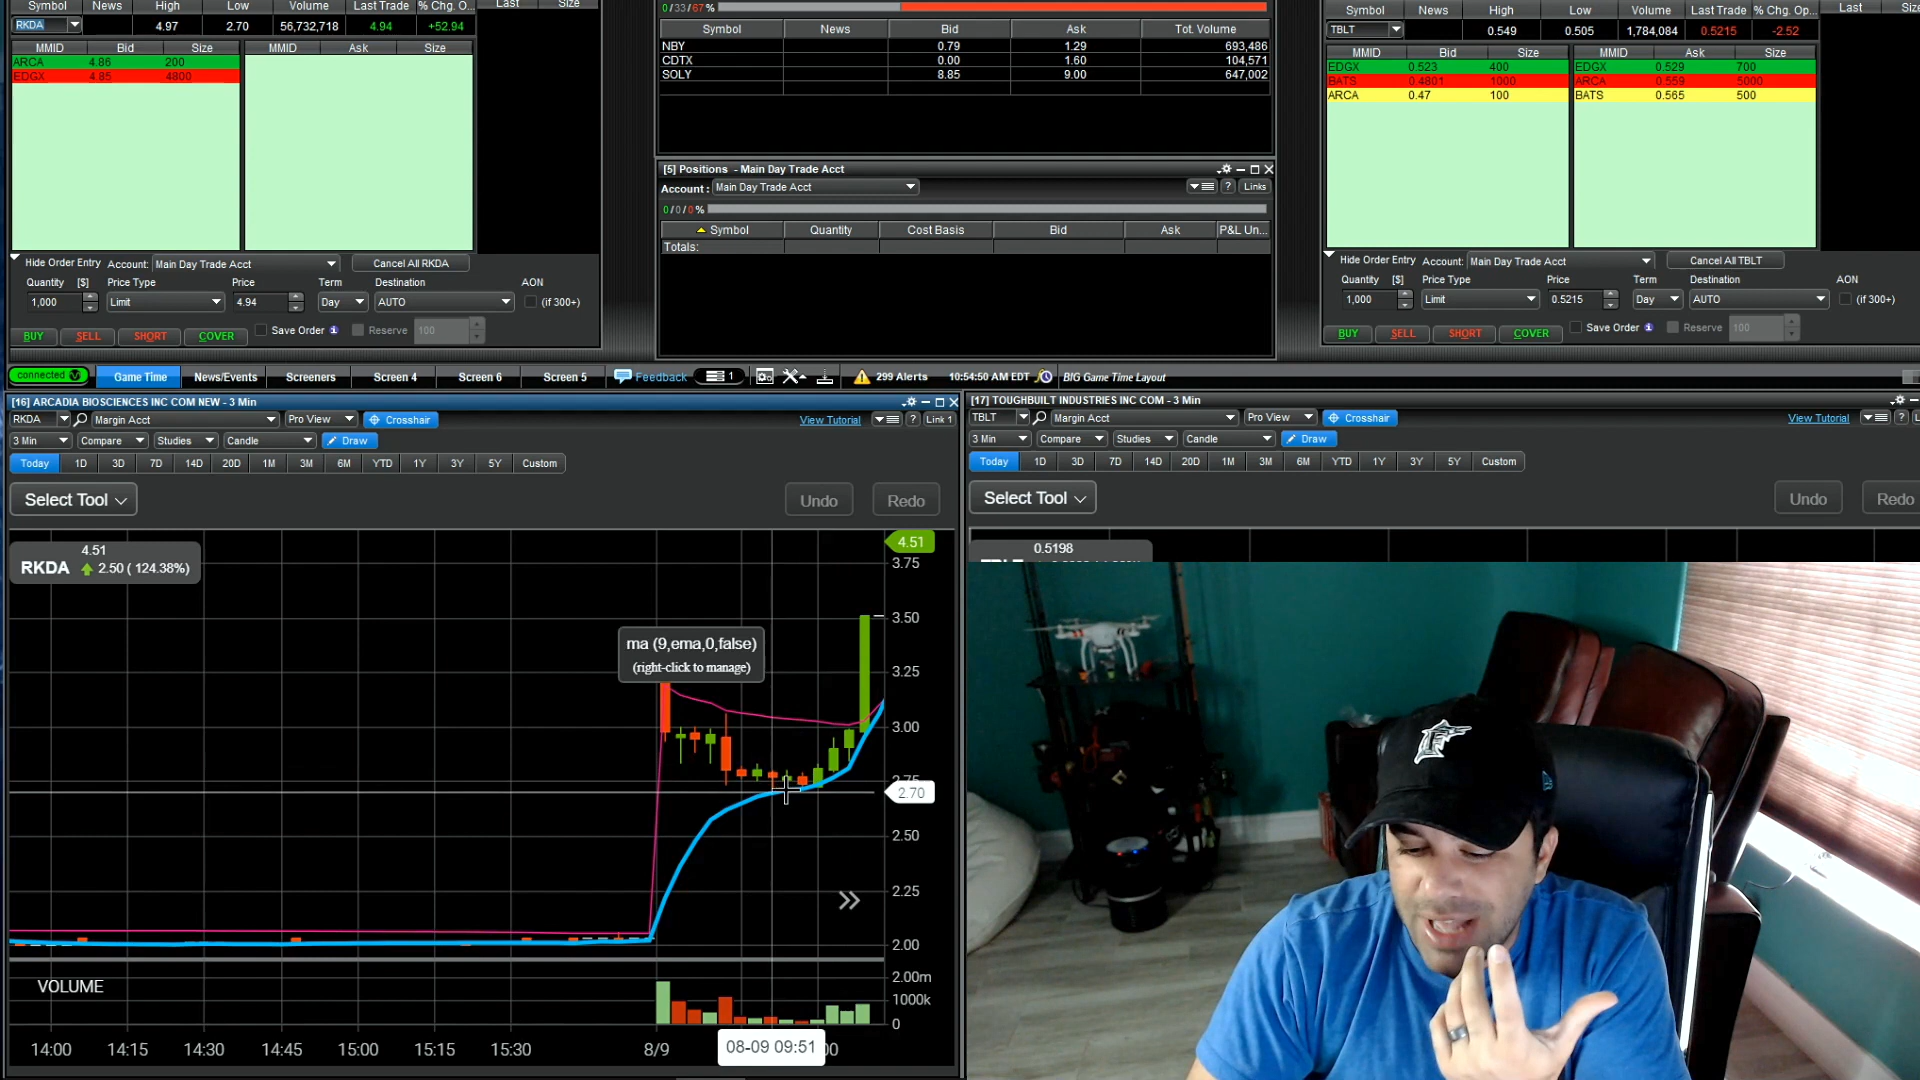 Symbol News High Low Volume Last Trade % Chg. O... Last Size
RKDA 4.97 2.70 56,732,718 4.94 +52.94
MMID Bid Size MMID Ask Size
ARCA 4.86 200
EDGX 4.85 4800
Hide Order Entry Account: Main Day Trade Acct Cancel All RKDA
Quantity [$] Price Type Price Term Destination AON
1,000 Limit 4.94 Day AUTO (if 300+)
BUY SELL SHORT COVER Save Order Reserve 100
0/33/67 %
Symbol News Bid Ask Tot. Volume
NBY 0.79 1.29 693,486
CDTX 0.00 1.60 104,571
SOLY 8.85 9.00 647,002
[5] Positions - Main Day Trade Acct
Account: Main Day Trade Acct ? Links
0/0/0 %
Symbol Quantity Cost Basis Bid Ask P&L Un...
Totals:
Symbol News High Low Volume Last Trade % Chg. Op... Last Size
TBLT 0.549 0.505 1,784,084 0.5215 -2.52
MMID Bid Size MMID Ask Size
EDGX 0.523 400 EDGX 0.529 700
BATS 0.4801 1000 ARCA 0.559 5000
ARCA 0.47 100 BATS 0.565 500
Hide Order Entry Account: Main Day Trade Acct Cancel All TBLT
Quantity [$] Price Type Price Term Destination AON
1,000 Limit 0.5215 Day AUTO (if 300+)
BUY SELL SHORT COVER Save Order Reserve 100
connected Game Time News/Events Screeners Screen 4 Screen 6 Screen 5 Feedback 1 299 Alerts 10:54:50 AM EDT BIG Game Time Layout
[16] ARCADIA BIOSCIENCES INC COM NEW - 3 Min
RKDA Margin Acct Pro View Crosshair View Tutorial ? Link 1
3 Min Compare Studies Candle Draw
Today 1D 3D 7D 14D 20D 1M 3M 6M YTD 1Y 3Y 5Y Custom
Select Tool Undo Redo
4.51
RKDA 2.50 ( 124.38%)
ma (9,ema,0,false)
(right-click to manage)
4.51
3.75
3.50
3.25
3.00
2.75
2.70
2.50
2.25
2.00
VOLUME
2.00m
1000k
0
14:00 14:15 14:30 14:45 15:00 15:15 15:30 8/9 08-09 09:51 :00
[17] TOUGHBUILT INDUSTRIES INC COM - 3 Min
TBLT Margin Acct Pro View Crosshair View Tutorial ?
3 Min Compare Studies Candle Draw
Today 1D 3D 7D 14D 20D 1M 3M 6M YTD 1Y 3Y 5Y Custom
Select Tool Undo Redo
0.5198
F